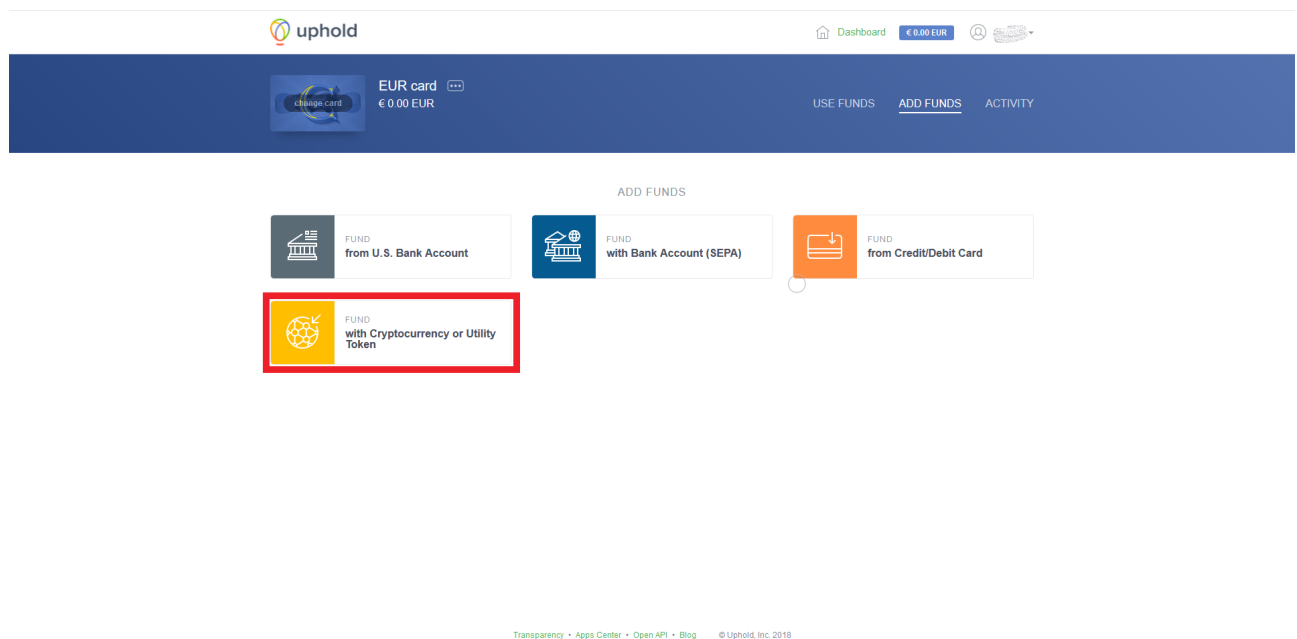 uphold
Dashboard
€ 0.00 EUR
change card
EUR card
€ 0.00 EUR
USE FUNDS
ADD FUNDS
ACTIVITY
ADD FUNDS
FUND
from U.S. Bank Account
FUND
with Bank Account (SEPA)
FUND
from Credit/Debit Card
FUND
with Cryptocurrency or Utility
Token
Transparency • Apps Center • Open API • Blog © Uphold, Inc. 2018